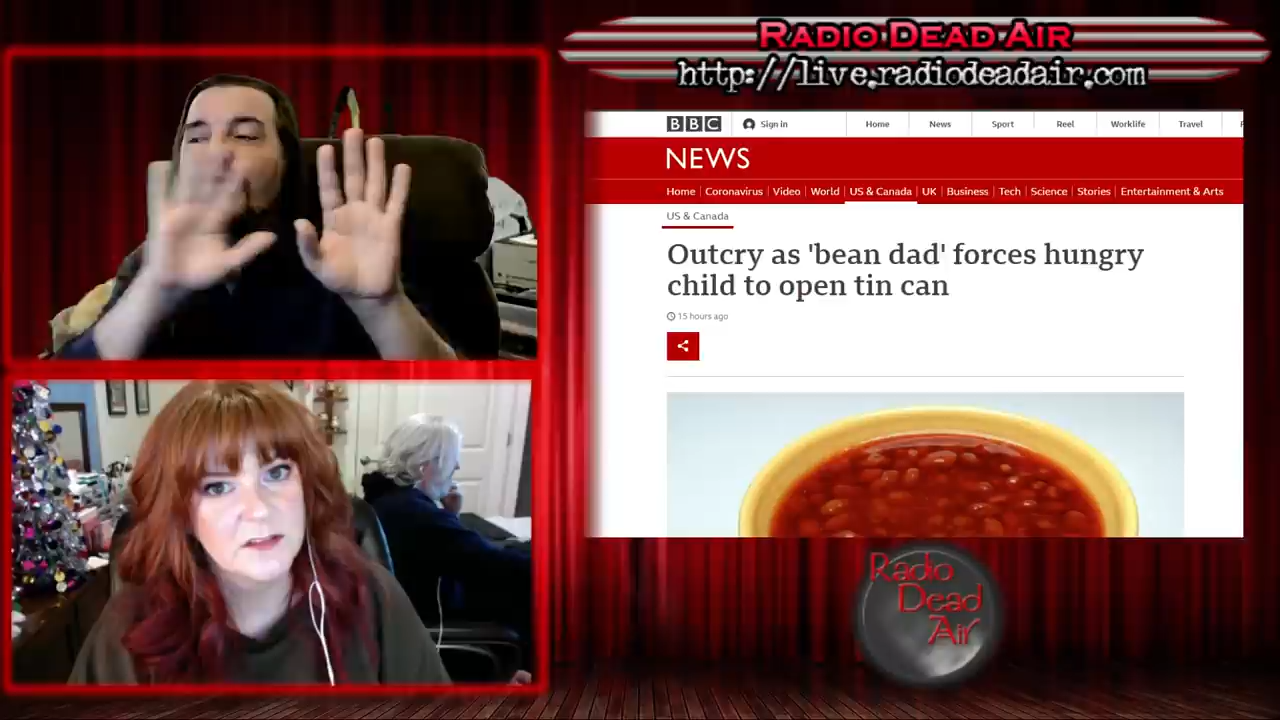 RADIO DEAD AIR
http://live.radiodeadair.com
BBC Sign in Home News Sport Reel Worklife Travel
NEWS
Home Coronavirus Video World US & Canada UK Business Tech Science Stories Entertainment & Arts
US & Canada
Outcry as 'bean dad' forces hungry
child to open tin can
15 hours ago
Radio
Dead
Air